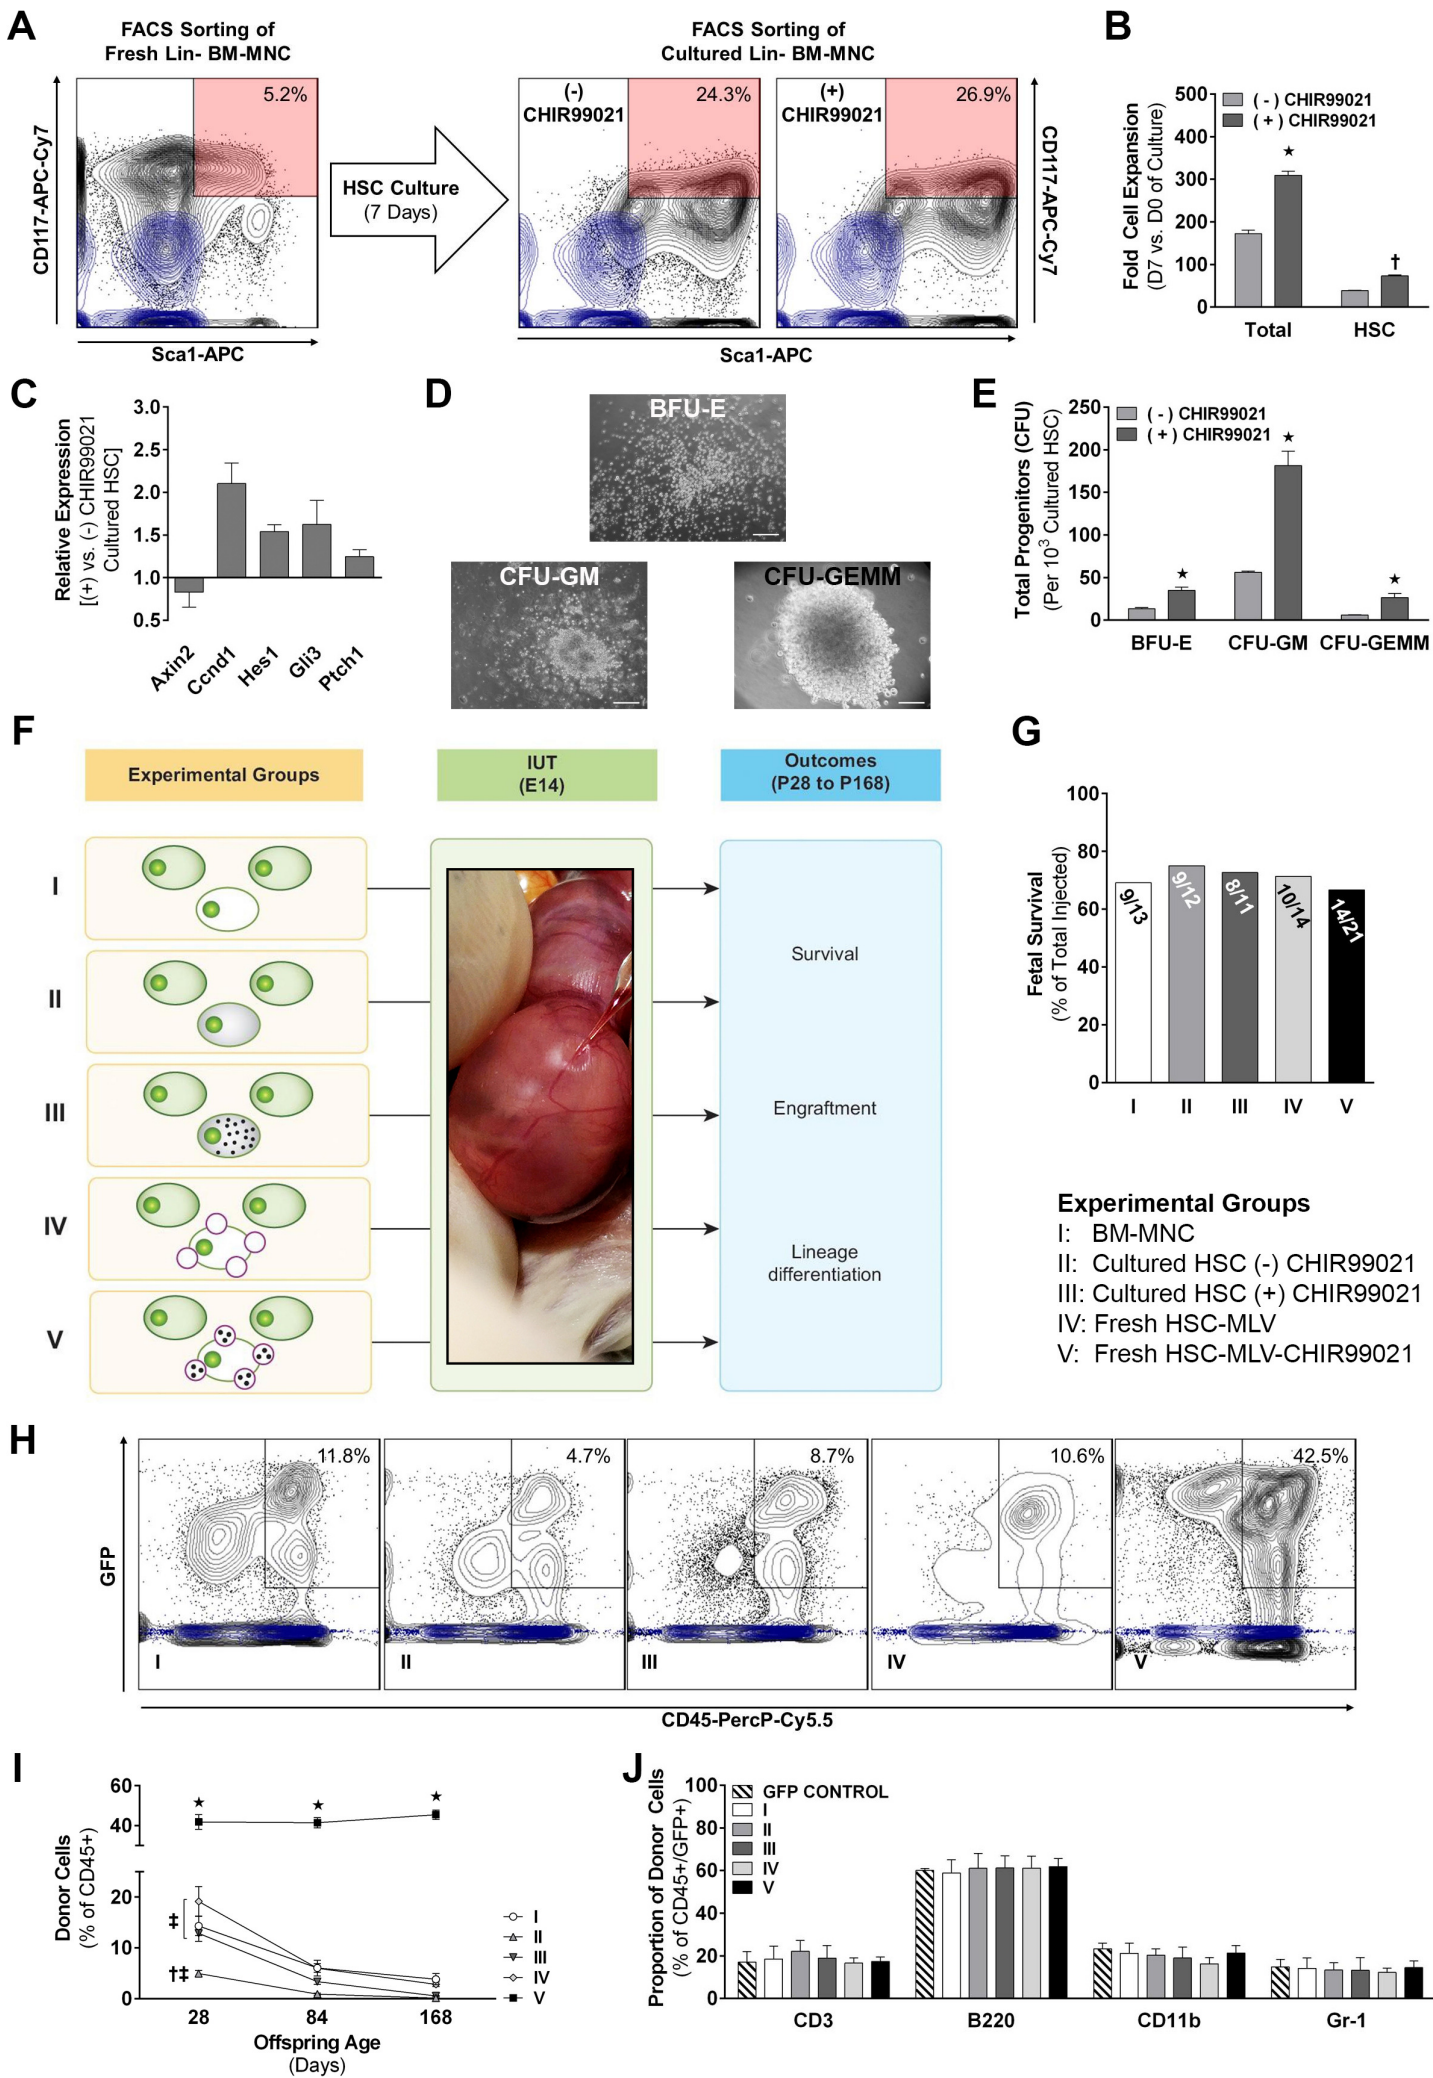 A
FACS Sorting of
Fresh Lin- BM-MNC
5.2%
CD117-APC-Cy7
Sca1-APC
HSC Culture
(7 Days)
FACS Sorting of
Cultured Lin- BM-MNC
(-)
CHIR99021
24.3%
(+)
CHIR99021
26.9%
CD117-APC-Cy7
Sca1-APC
B
Fold Cell Expansion
(D7 vs. D0 of Culture)
500
400
300
200
100
0
( - ) CHIR99021
( + ) CHIR99021
★
†
Total
HSC
C
Relative Expression
[(+) vs. (-) CHIR99021
Cultured HSC]
3.0
2.5
2.0
1.5
1.0
0.5
Axin2
Ccnd1
Hes1
Gli3
Ptch1
D
BFU-E
CFU-GM
CFU-GEMM
E
Total Progenitors (CFU)
(Per 10³ Cultured HSC)
250
200
150
100
50
0
( - ) CHIR99021
( + ) CHIR99021
★
★
★
BFU-E
CFU-GM
CFU-GEMM
F
Experimental Groups
IUT
(E14)
Outcomes
(P28 to P168)
I
II
III
IV
V
Survival
Engraftment
Lineage
differentiation
G
Fetal Survival
(% of Total Injected)
100
80
60
40
20
0
9/13
9/12
8/11
10/14
14/21
I
II
III
IV
V
Experimental Groups
I: BM-MNC
II: Cultured HSC (-) CHIR99021
III: Cultured HSC (+) CHIR99021
IV: Fresh HSC-MLV
V: Fresh HSC-MLV-CHIR99021
H
GFP
11.8%
I
4.7%
II
8.7%
III
10.6%
IV
42.5%
V
CD45-PercP-Cy5.5
I
Donor Cells
(% of CD45+)
60
40
20
10
0
★
★
★
‡
†‡
28
84
168
Offspring Age
(Days)
I
II
III
IV
V
J
Proportion of Donor Cells
(% of CD45+/GFP+)
100
80
60
40
20
0
GFP CONTROL
I
II
III
IV
V
CD3
B220
CD11b
Gr-1